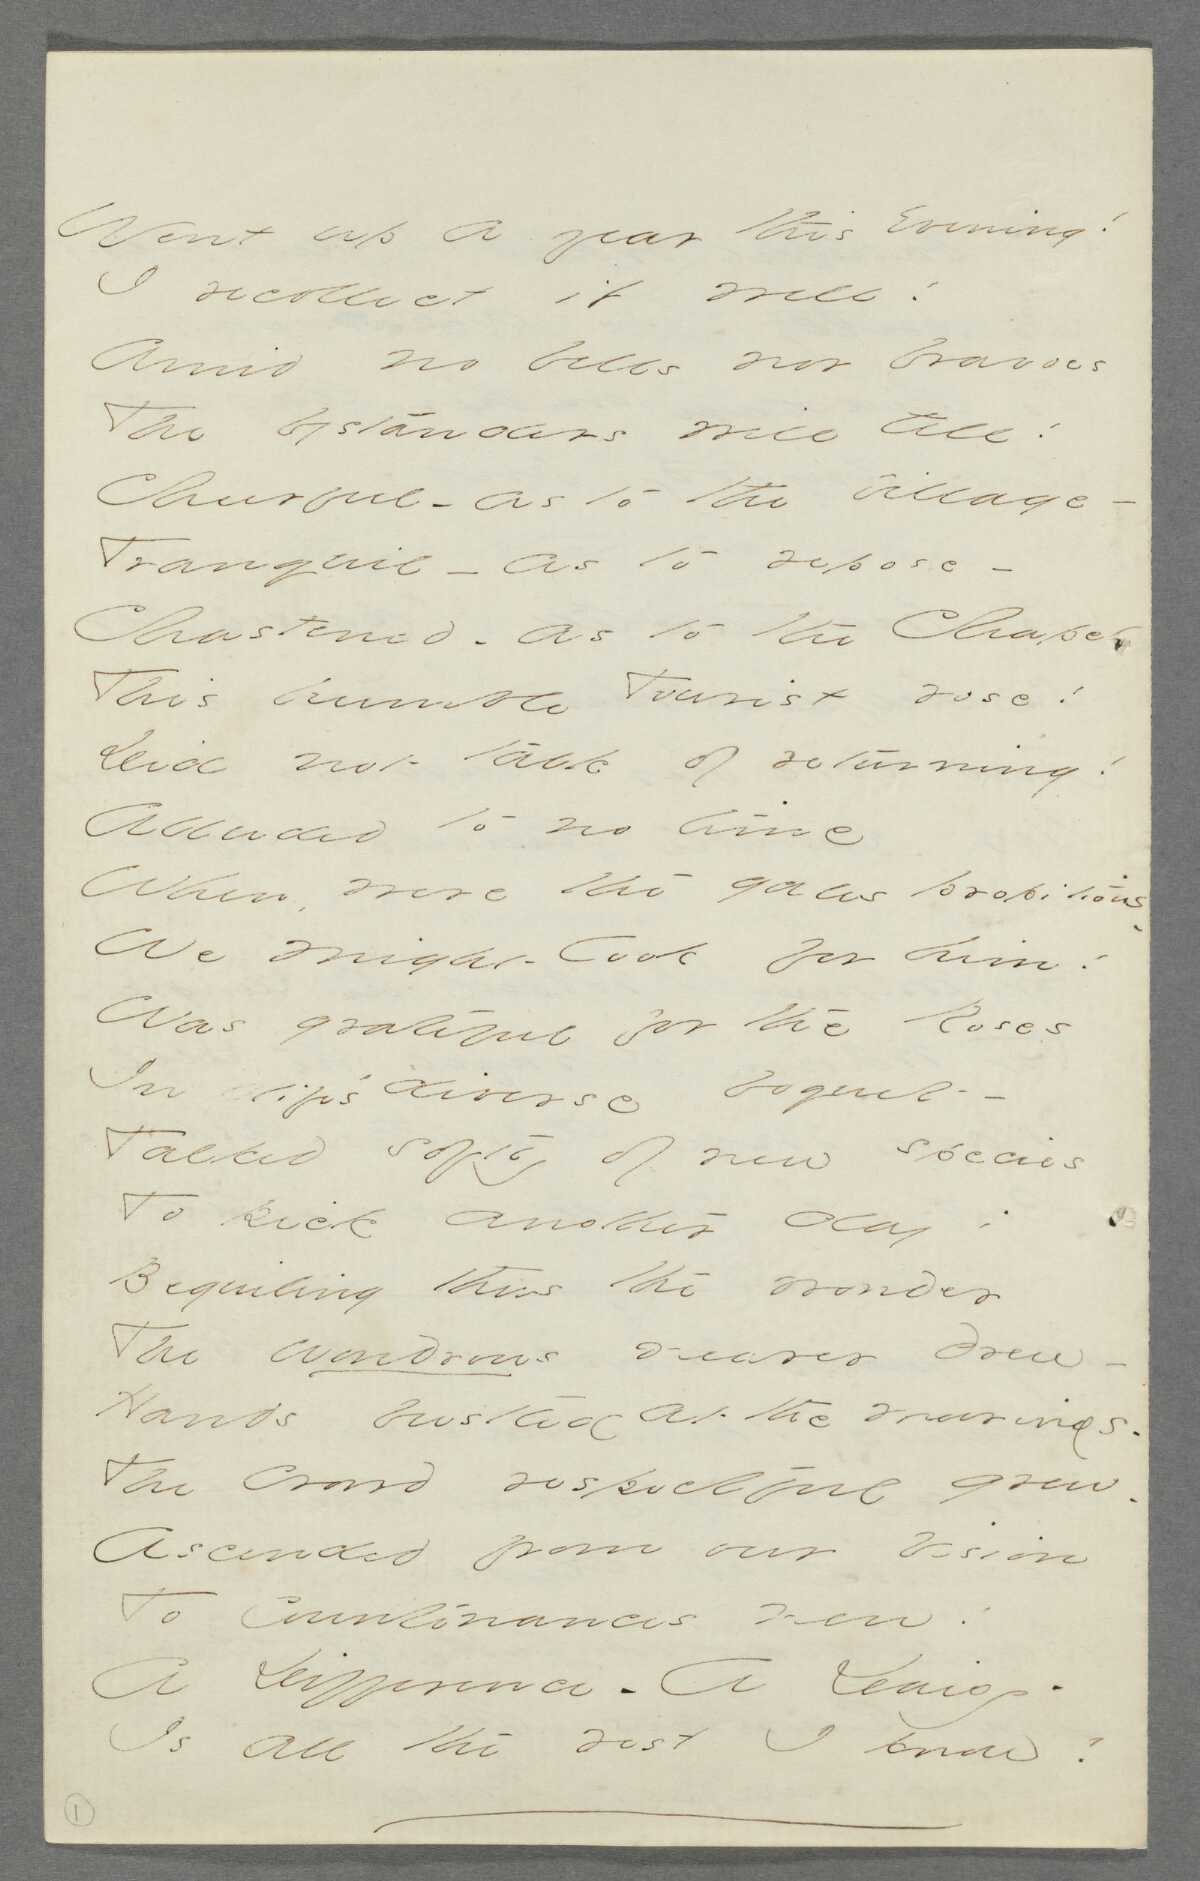 Went up a year this Evening!
I recollect it well!
Amid no bells nor bravoes
The bystanders will tell!
Cheerful - as to the village -
Tranquil - as to repose -
Chastened - as to the Chapel
This humble Tourist rose!
Did not talk of returning!
Alluded to no time
When, were the gales propitious,
We might look for him!
Was grateful for the Roses
In life's diverse boquet -
Talked softly of new species
To pick another day;
Beguiling thus the wonder
The wondrous nearer drew -
Hands bustled at the moorings -
The Crowd respectful grew -
Ascended from our vision
To Countenances new!
A Difference - A Daisy -
Is all the rest I knew!
1